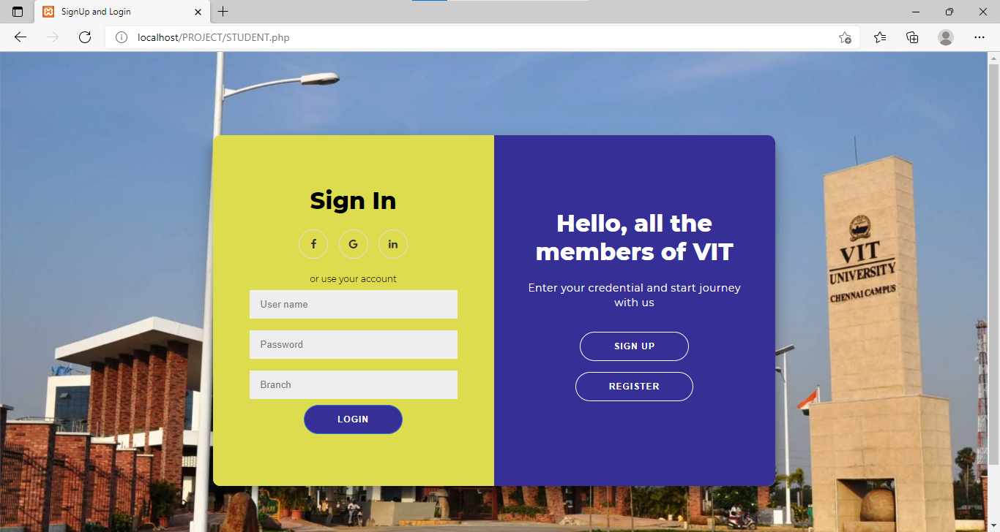 SignUp and Login
localhost/PROJECT/STUDENT.php
Sign In
f G in
or use your account
User name
Password
Branch
LOGIN
Hello, all the
members of VIT
Enter your credential and start journey
with us
SIGN UP
REGISTER
VIT
UNIVERSITY
CHENNAI CAMPUS